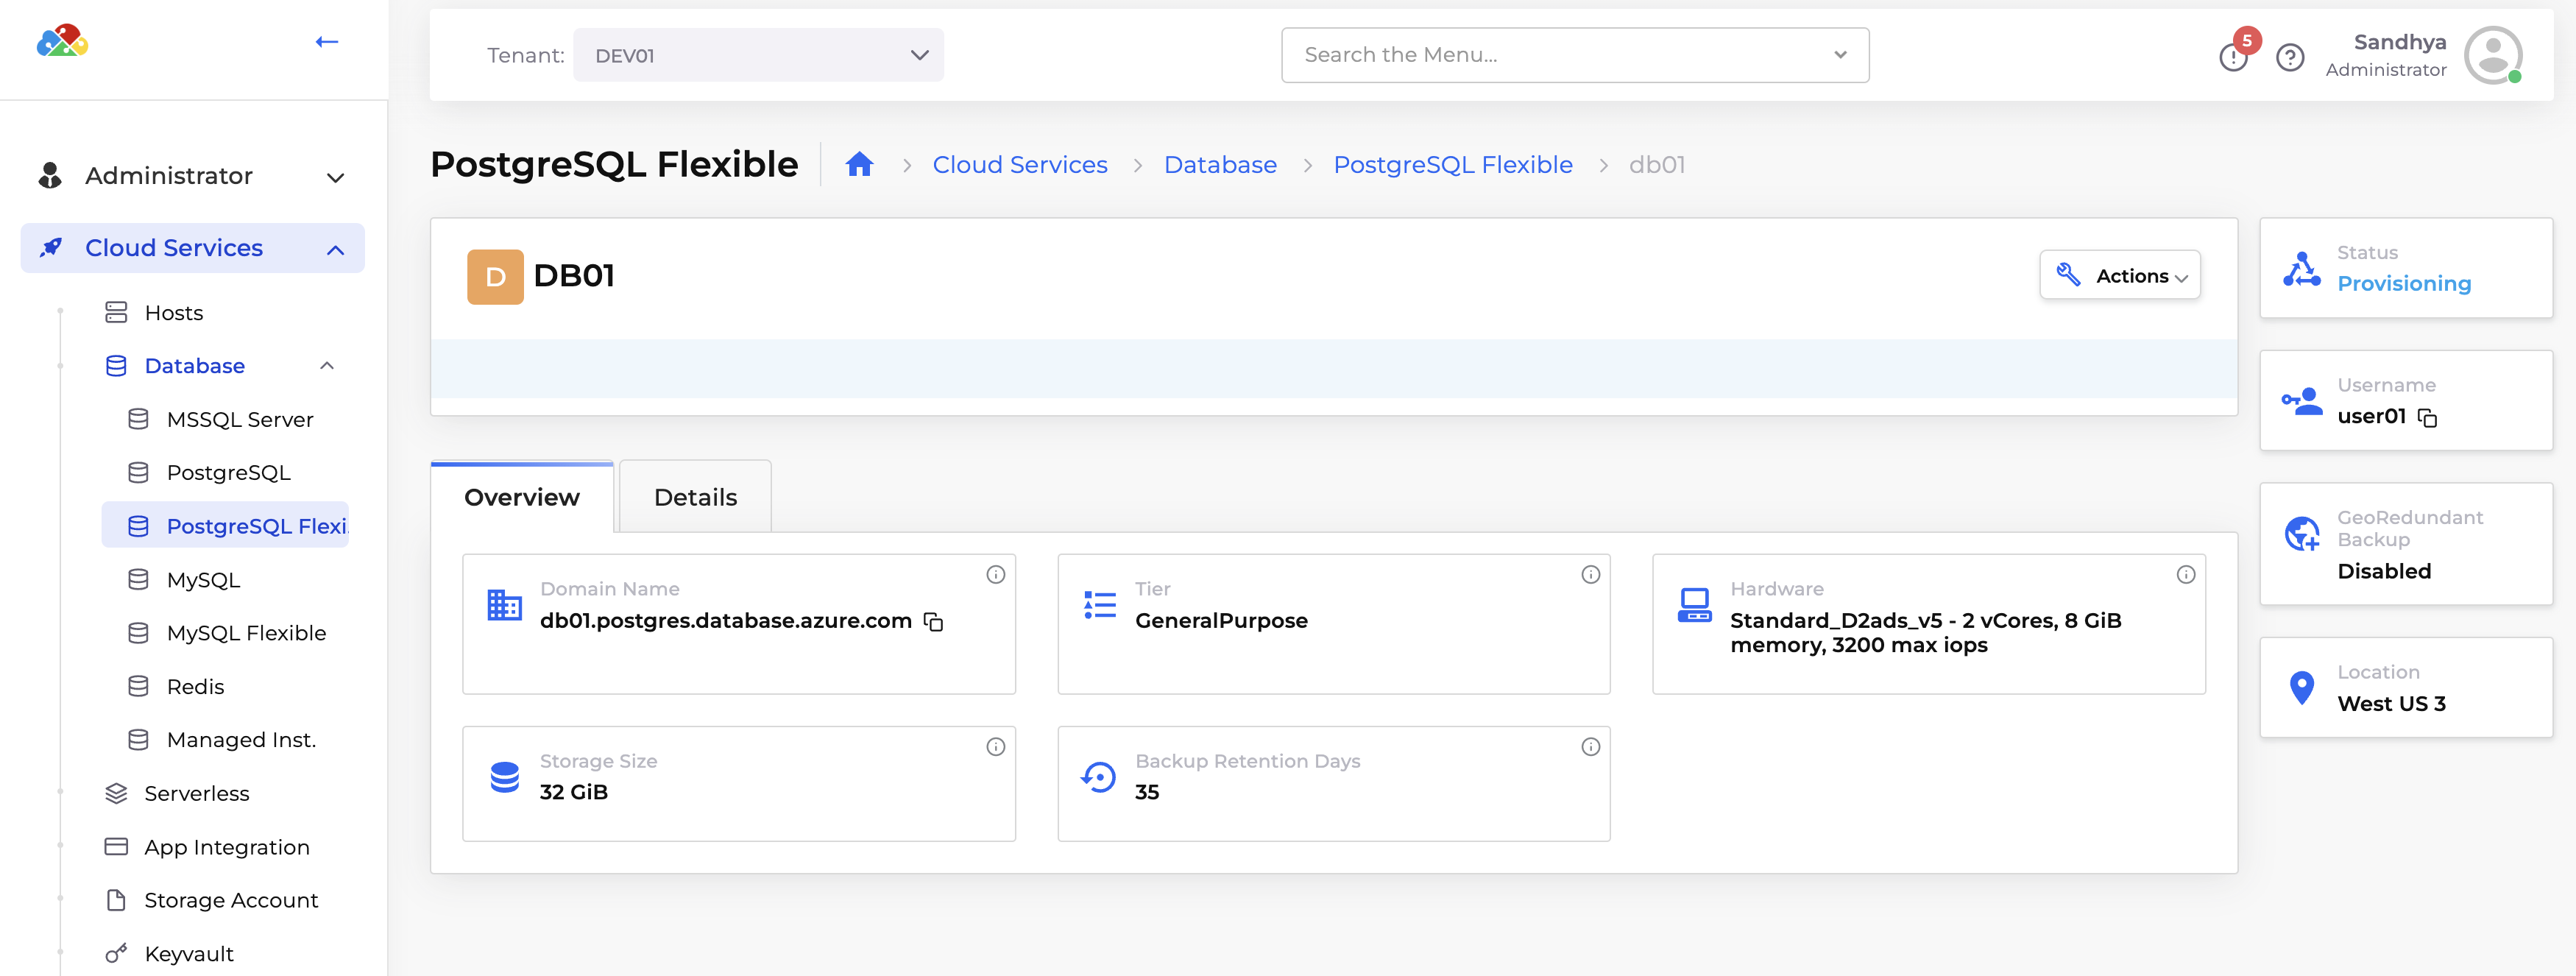 Tenant: DEV01
Search the Menu...
5
Sandhya
Administrator
Administrator
Cloud Services
Hosts
Database
MSSQL Server
PostgreSQL
PostgreSQL Flexi.
MySQL
MySQL Flexible
Redis
Managed Inst.
Serverless
App Integration
Storage Account
Keyvault
PostgreSQL Flexible
Cloud Services > Database > PostgreSQL Flexible > db01
D DB01
Actions
Overview
Details
Domain Name
db01.postgres.database.azure.com
Tier
GeneralPurpose
Hardware
Standard_D2ads_v5 - 2 vCores, 8 GiB
memory, 3200 max iops
Storage Size
32 GiB
Backup Retention Days
35
Status
Provisioning
Username
user01
GeoRedundant
Backup
Disabled
Location
West US 3